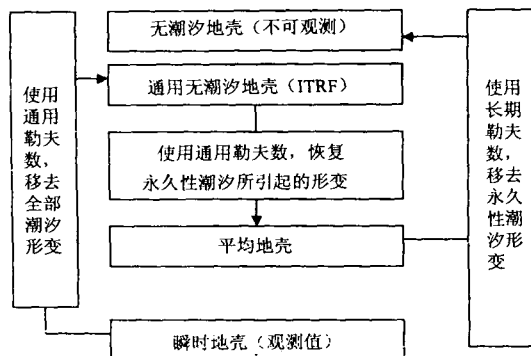 无潮汐地壳（不可观测）
通用无潮汐地壳（ITRF）
使用通用勒夫数，恢复
永久性潮汐所引起的形变
平均地壳
瞬时地壳（观测值）
使用
通用
勒夫
数，
移去
全部
潮汐
形变
使用
长期
勒夫
数，
移去
永久
性潮
汐形
变